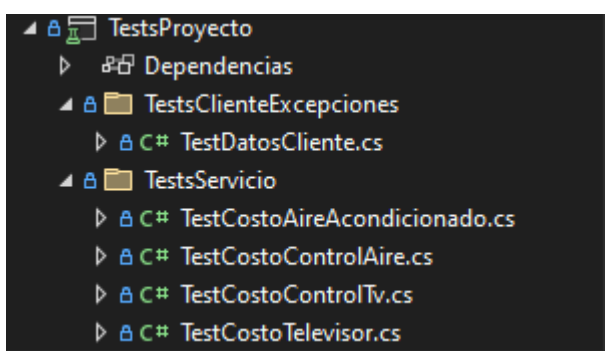 TestsProyecto
Dependencias
TestsClienteExcepciones
C# TestDatosCliente.cs
TestsServicio
C# TestCostoAireAcondicionado.cs
C# TestCostoControlAire.cs
C# TestCostoControlTv.cs
C# TestCostoTelevisor.cs